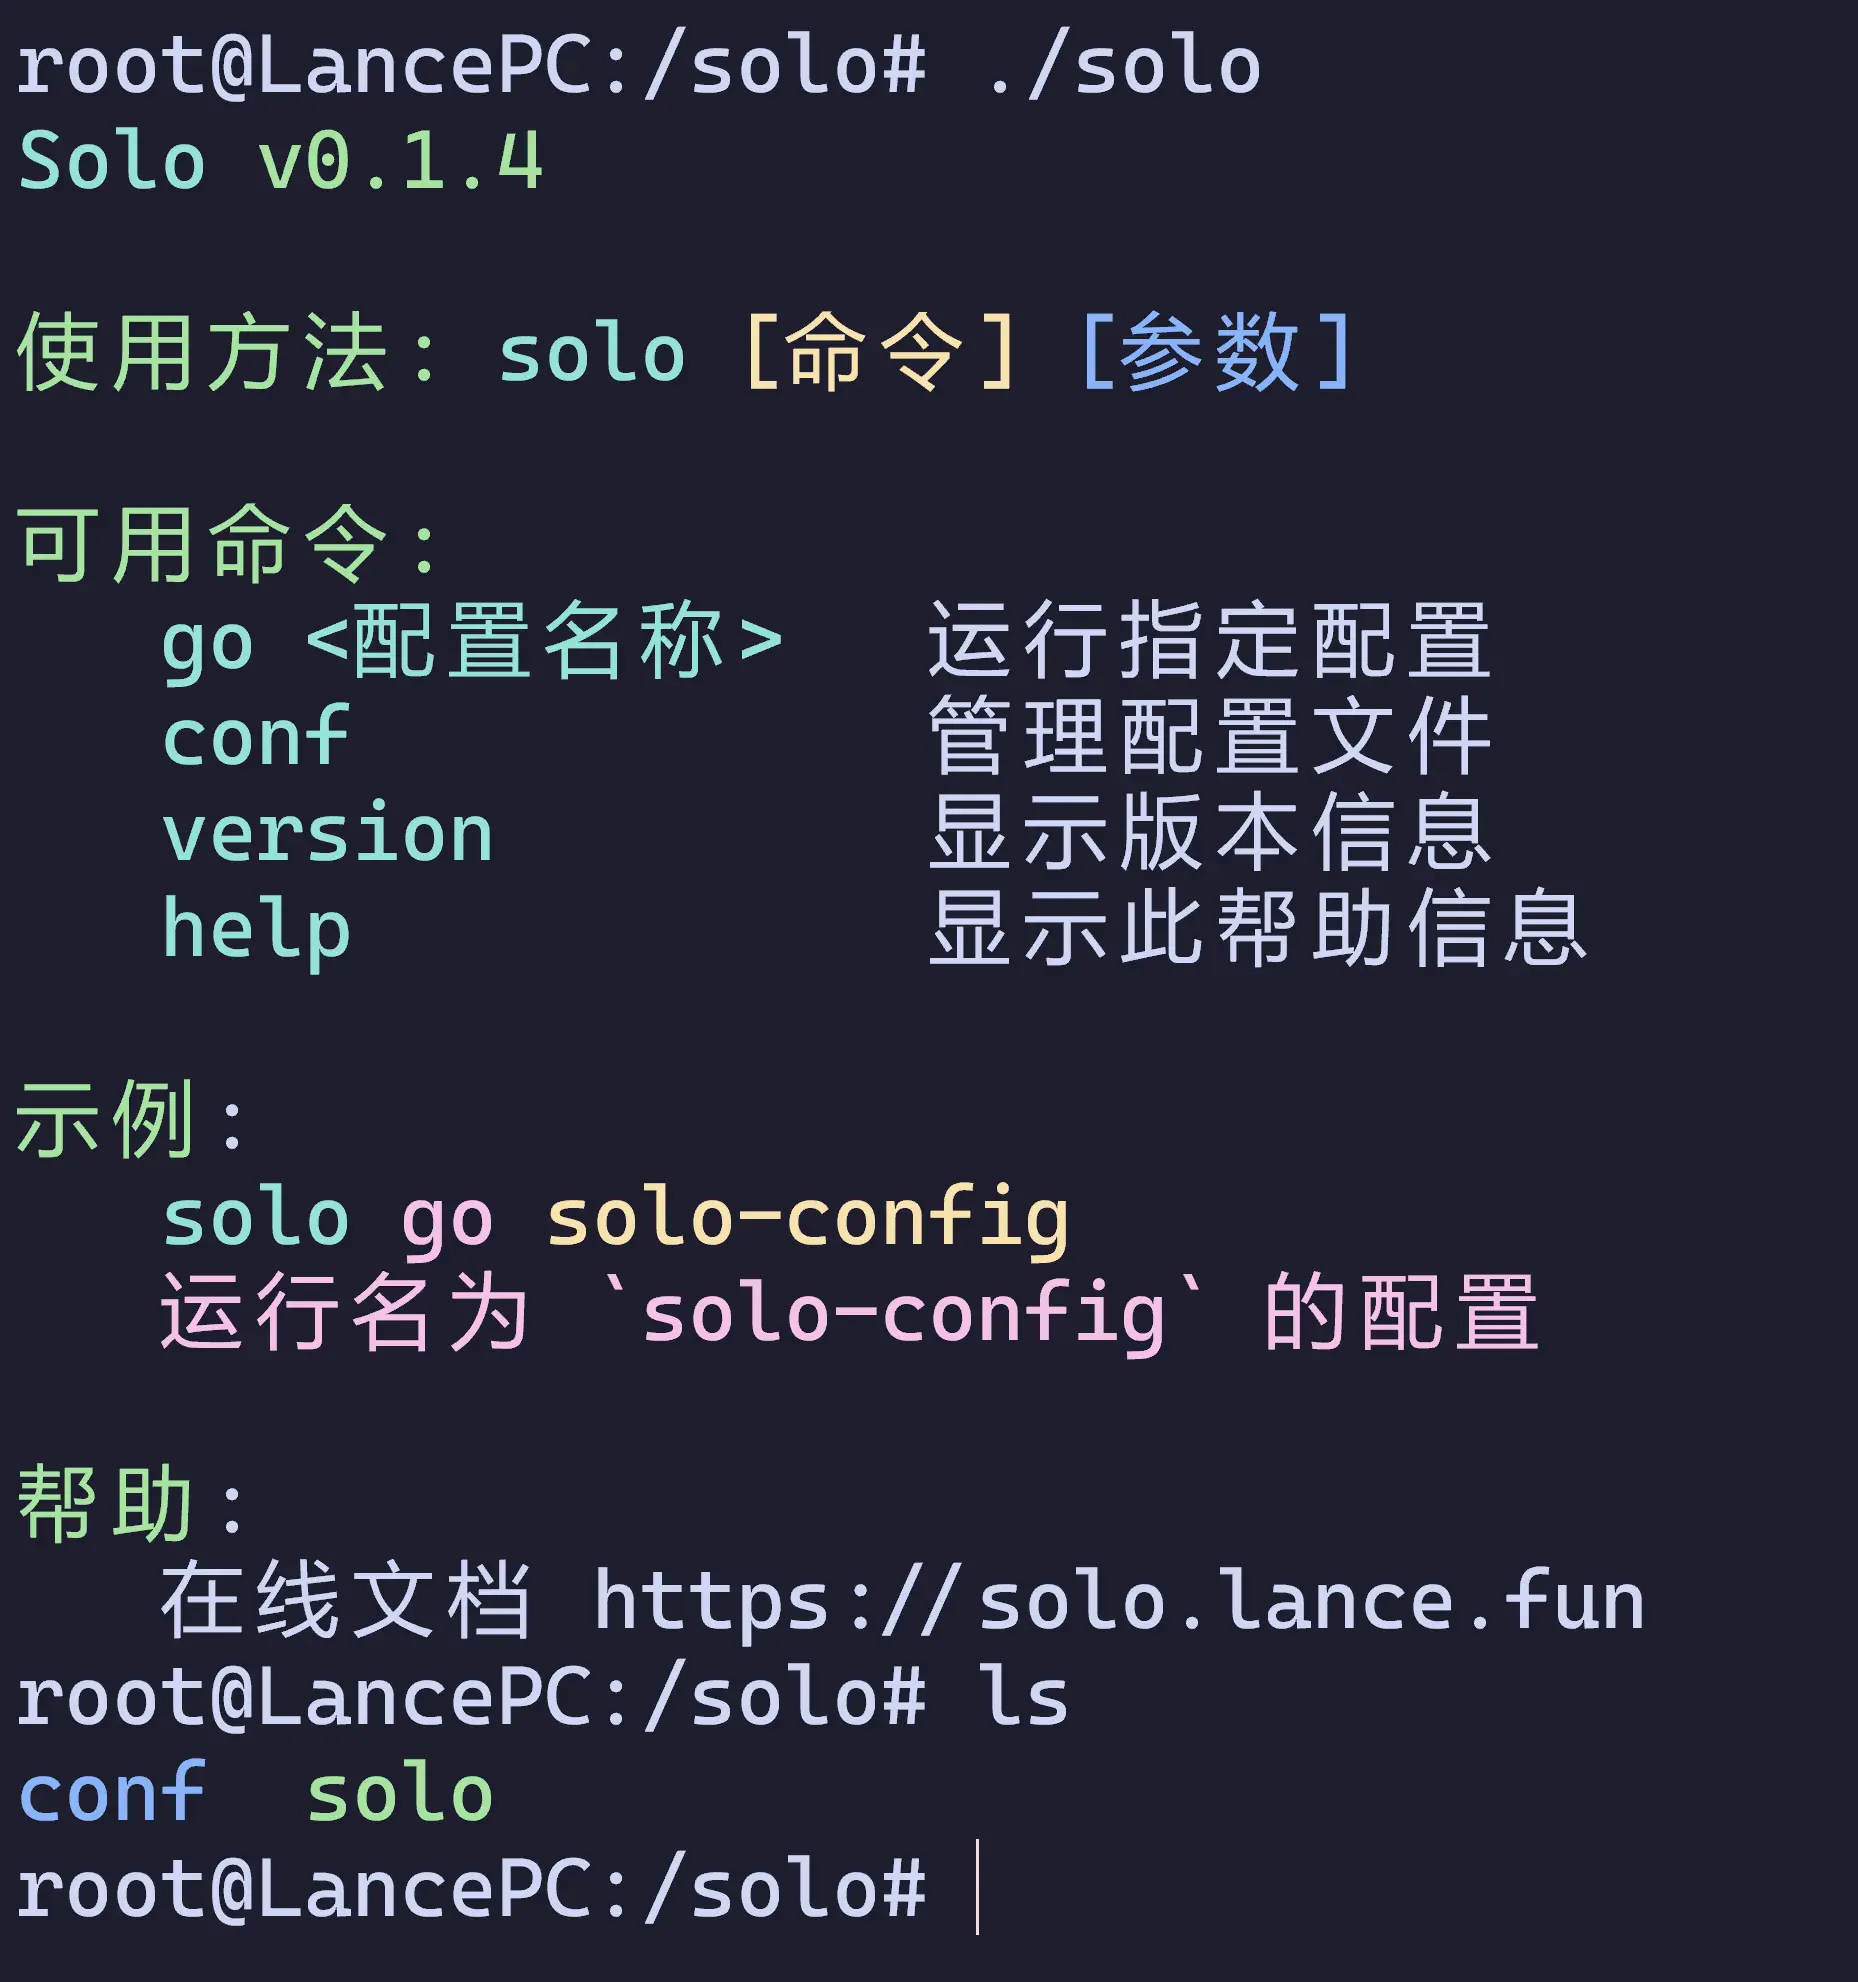 root@LancePC:/solo# ./solo
Solo v0.1.4
使用方法: solo [命令] [参数]
可用命令:
go <配置名称> 运行指定配置
conf 管理配置文件
version 显示版本信息
help 显示此帮助信息
示例:
solo go solo-config
运行名为 `solo-config` 的配置
帮助:
在线文档 https://solo.lance.fun
root@LancePC:/solo# ls
conf solo
root@LancePC:/solo#